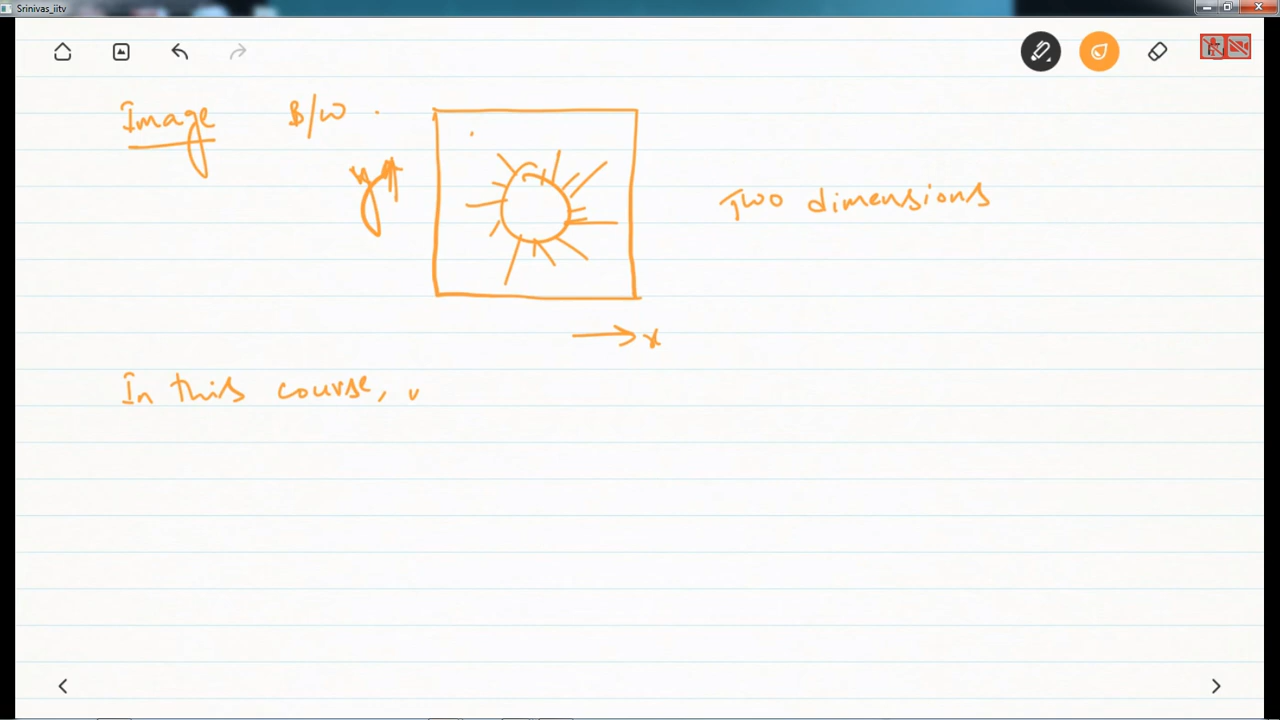 Srinivas_iitv
Image B/W .
y
Two dimensions
x
In this course,